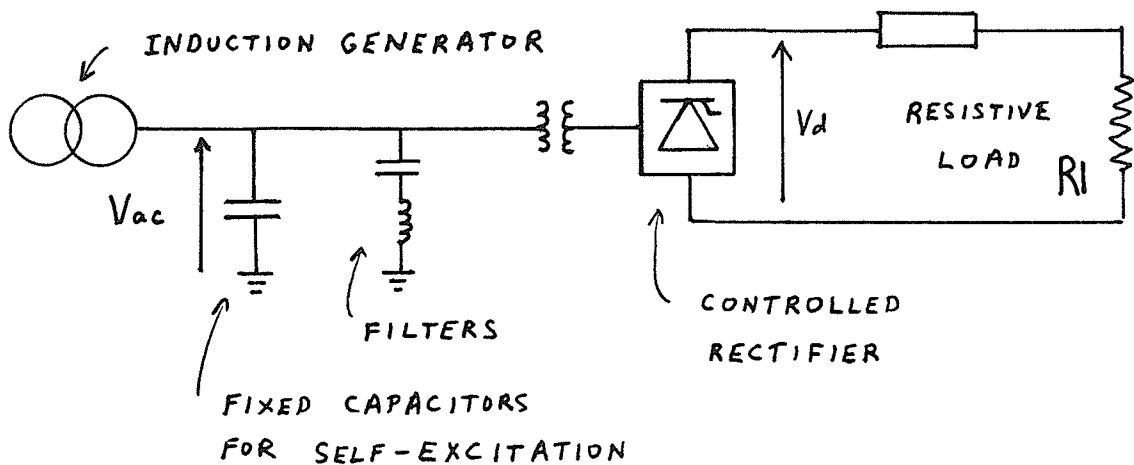 INDUCTION GENERATOR
Vac
Vd
RESISTIVE
LOAD
Rl
FILTERS
CONTROLLED
RECTIFIER
FIXED CAPACITORS
FOR SELF-EXCITATION